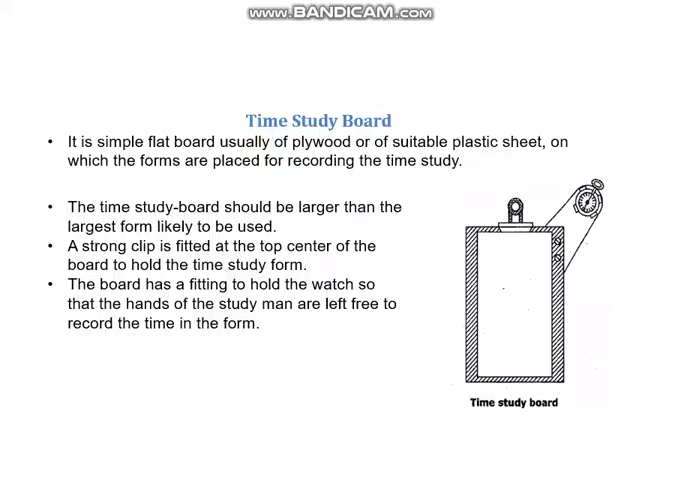 www.BANDICAM.com
Time Study Board
• It is simple flat board usually of plywood or of suitable plastic sheet, on
which the forms are placed for recording the time study.
• The time study-board should be larger than the
largest form likely to be used.
• A strong clip is fitted at the top center of the
board to hold the time study form.
• The board has a fitting to hold the watch so
that the hands of the study man are left free to
record the time in the form.
Time study board